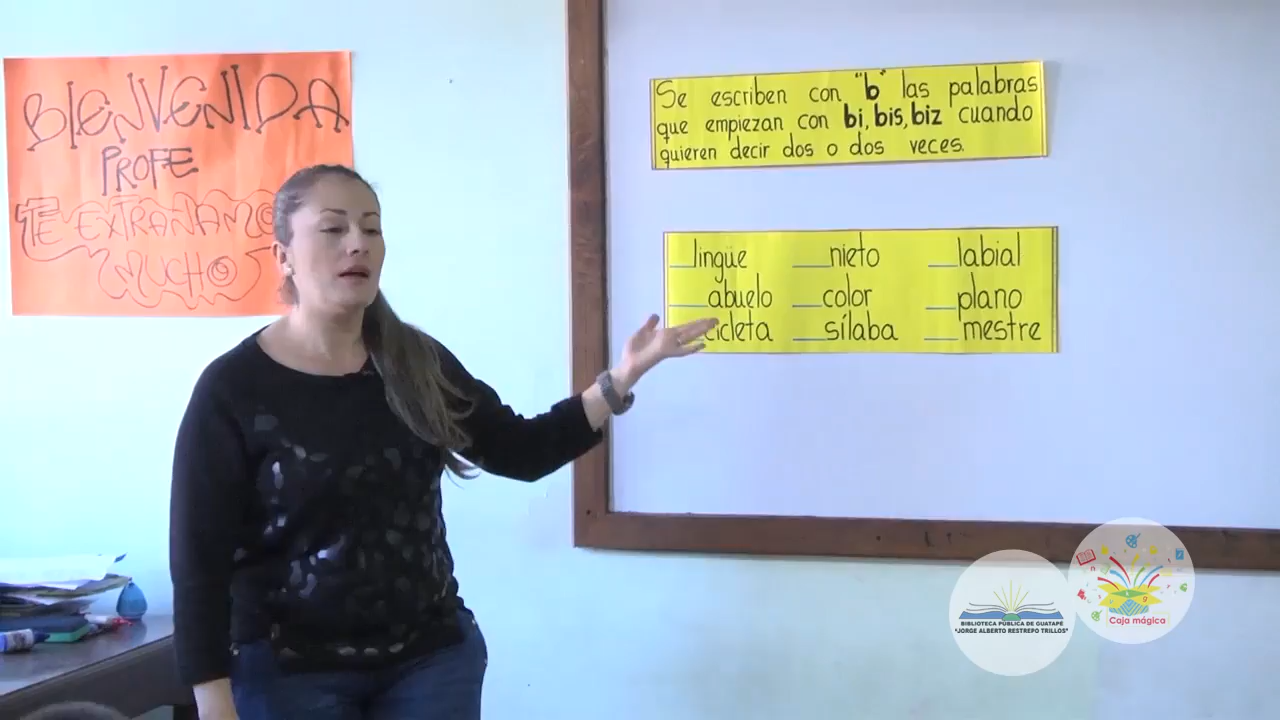 BIENVENIDA
PROFE
TE EXTRAÑAMO
MUCHO
Se escriben con "b" las palabras
que empiezan con bi, bis, biz cuando
quieren decir dos o dos veces.
__lingüe __nieto __labial
__abuelo __color __plano
cicleta __sílaba __mestre
BIBLIOTECA PÚBLICA DE GUATAPÉ
"JORGE ALBERTO RESTREPO TRILLOS"
Caja mágica